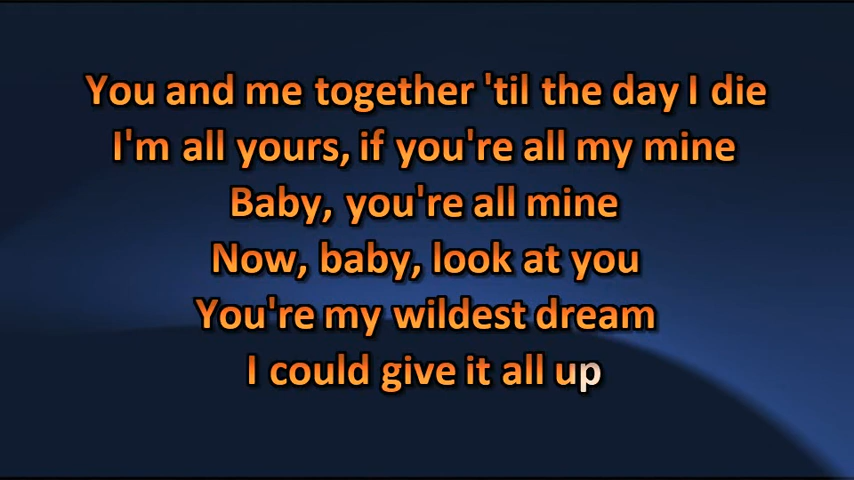 You and me together 'til the day I die
I'm all yours, if you're all my mine
Baby, you're all mine
Now, baby, look at you
You're my wildest dream
I could give it all up